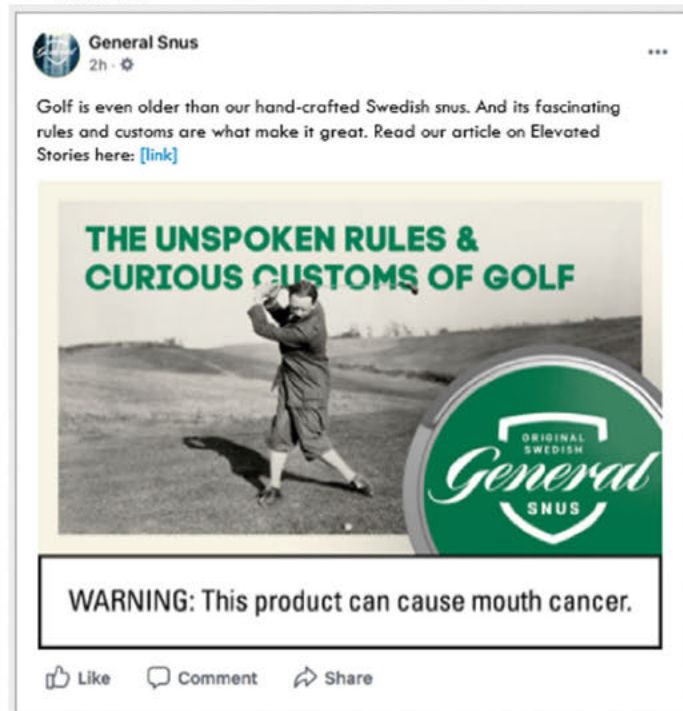 General Snus
2h
Golf is even older than our hand-crafted Swedish snus. And its fascinating
rules and customs are what make it great. Read our article on Elevated
Stories here: [link]
THE UNSPOKEN RULES &
CURIOUS CUSTOMS OF GOLF
ORIGINAL
SWEDISH
General
SNUS
WARNING: This product can cause mouth cancer.
Like Comment Share